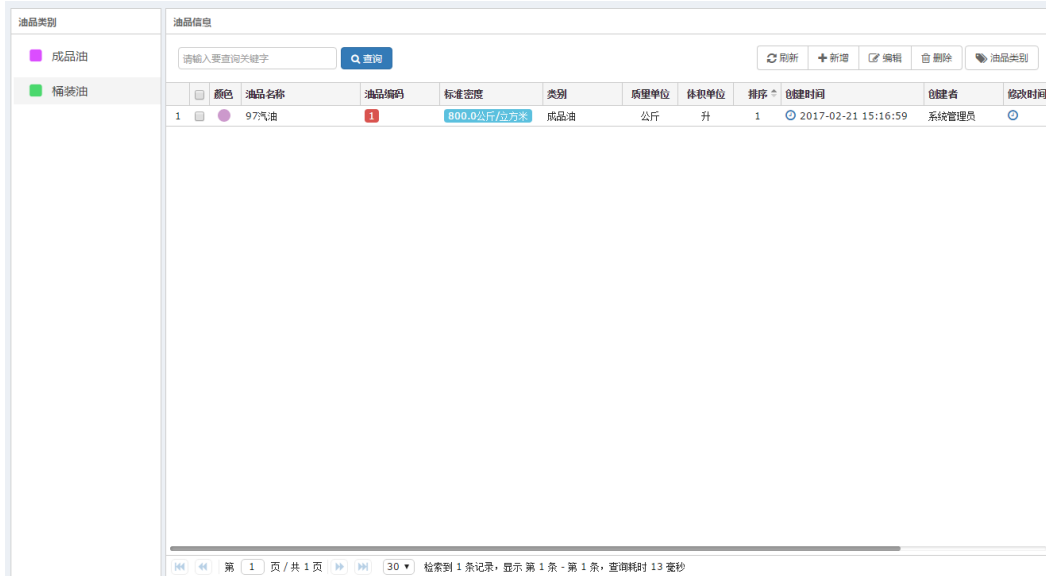 油品类别
成品油
桶装油
油品信息
请输入要查询关键字 查询 刷新 新增 编辑 删除 油品类别
颜色 油品名称 油品编码 标准密度 类别 质量单位 体积单位 排序 创建时间 创建者 修改时间
1 97汽油 1 800.0公斤/立方米 成品油 公斤 升 1 2017-02-21 15:16:59 系统管理员
第 1 页/共1页 30 检索到 1 条记录，显示 第 1 条 - 第 1 条，查询耗时 13 毫秒